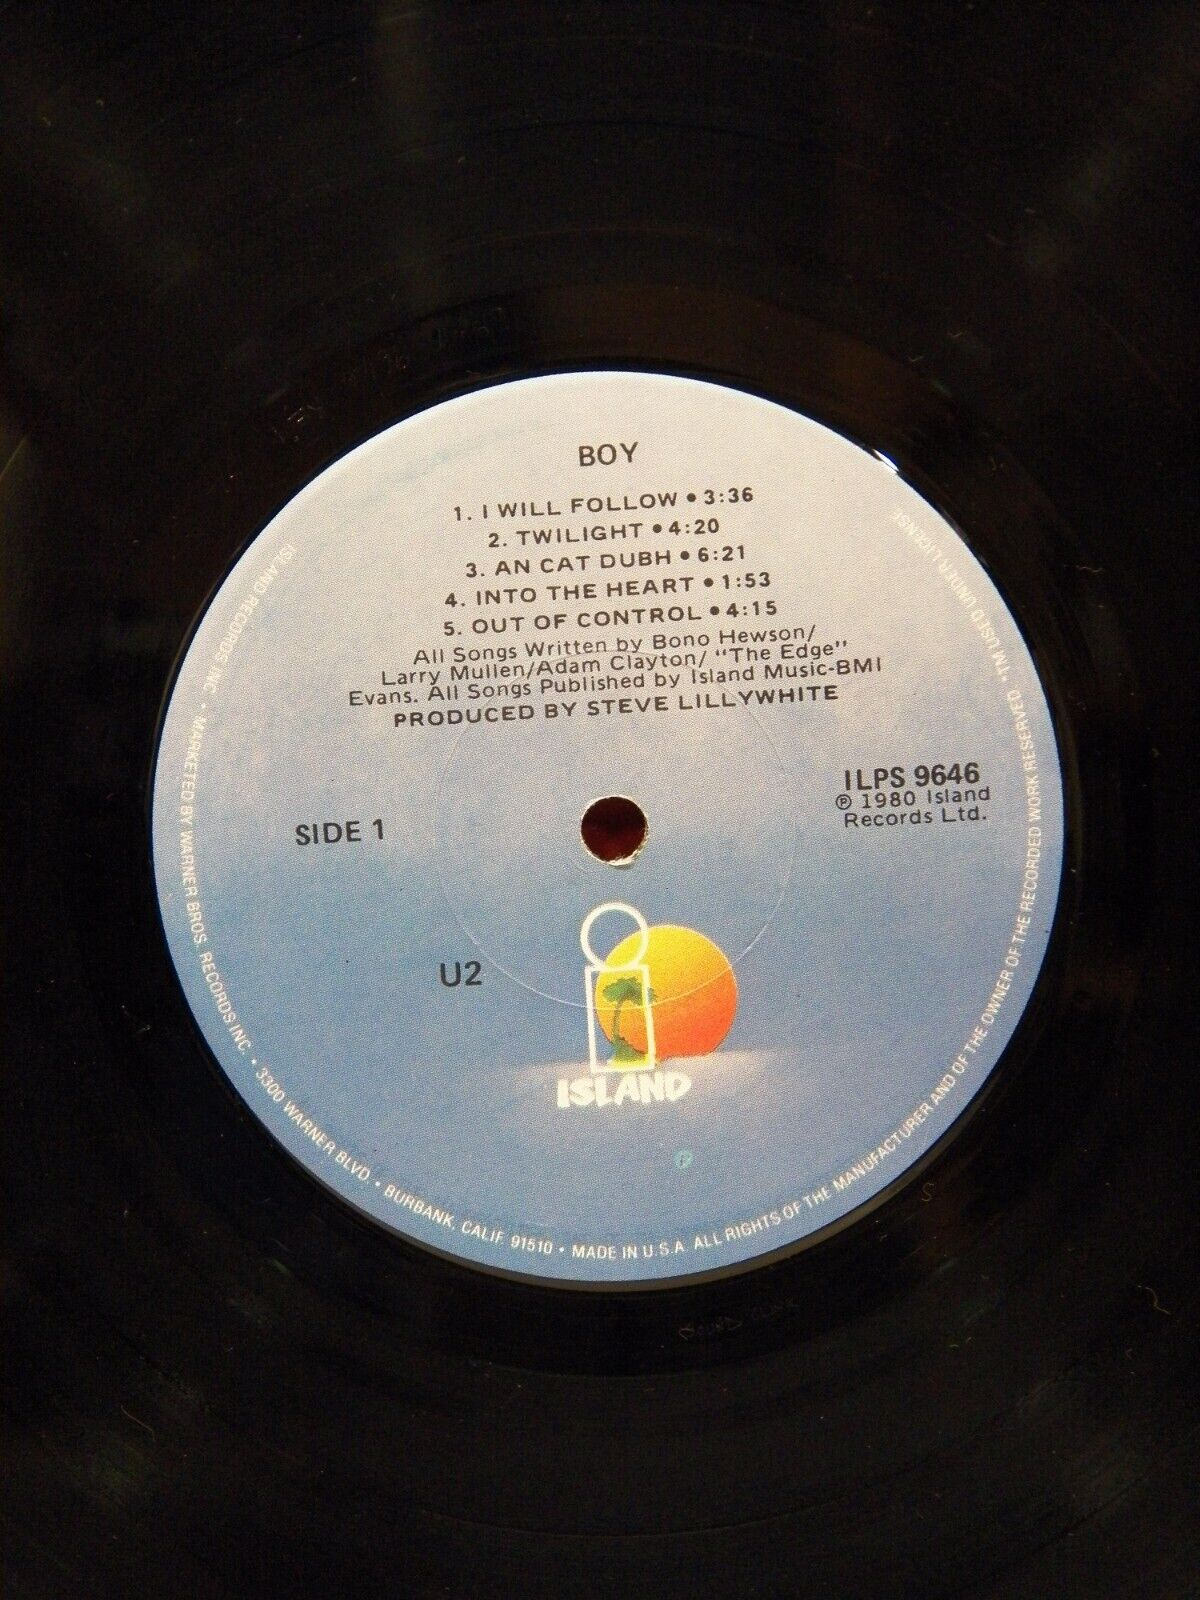 BOY
1. I WILL FOLLOW • 3:36
2. TWILIGHT • 4:20
3. AN CAT DUBH • 6:21
4. INTO THE HEART • 1:53
5. OUT OF CONTROL • 4:15
All Songs Written by Bono Hewson/
Larry Mullen/Adam Clayton/ "The Edge"
Evans. All Songs Published by Island Music-BMI
PRODUCED BY STEVE LILLYWHITE
ILPS 9646
℗ 1980 Island
Records Ltd.
SIDE 1
U2
i
ISLAND
ISLAND RECORDS INC. • MARKETED BY WARNER BROS. RECORDS INC. • 3300 WARNER BLVD. • BURBANK, CALIF. 91510 • MADE IN U.S.A. ALL RIGHTS OF THE MANUFACTURER AND OF THE OWNER OF THE RECORDED WORK RESERVED. TM USED UNDER LICENSE